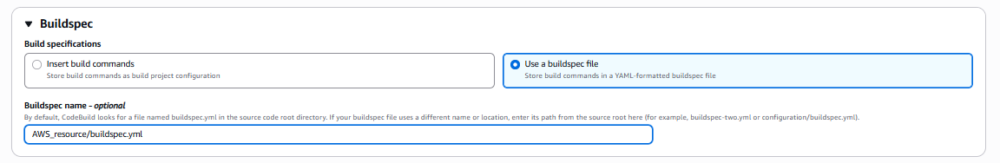 Buildspec
Build specifications
Insert build commands
Store build commands as build project configuration
Use a buildspec file
Store build commands in a YAML-formatted buildspec file
Buildspec name - optional
By default, CodeBuild looks for a file named buildspec.yml in the source code root directory. If your buildspec file uses a different name or location, enter its path from the source root here (for example, buildspec-two.yml or configuration/buildspec.yml).
AWS_resource/buildspec.yml